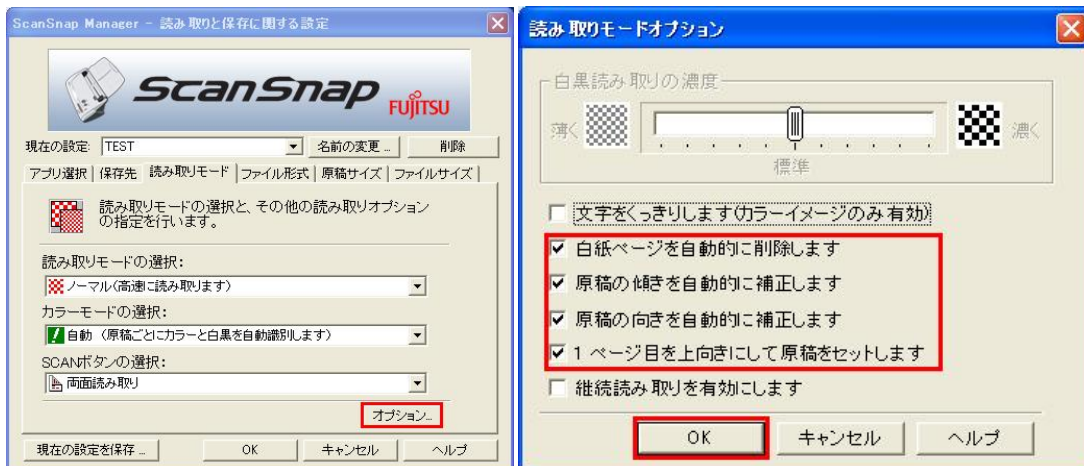 ScanSnap Manager - 読み取りと保存に関する設定
ScanSnap
FUJITSU
現在の設定: TEST 名前の変更... 削除
アプリ選択 保存先 読み取りモード ファイル形式 原稿サイズ ファイルサイズ
読み取りモードの選択と、その他の読み取りオプション
の指定を行います。
読み取りモードの選択:
ノーマル(高速に読み取ります)
カラーモードの選択:
自動 (原稿ごとにカラーと白黒を自動識別します)
SCANボタンの選択:
両面読み取り
オプション...
現在の設定を保存... OK キャンセル ヘルプ
読み取りモードオプション
白黒読み取りの濃度
薄く 濃く
標準
文字をくっきりします(カラーイメージのみ有効)
白紙ページを自動的に削除します
原稿の傾きを自動的に補正します
原稿の向きを自動的に補正します
1 ページ目を上向きにして原稿をセットします
継続読み取りを有効にします
OK キャンセル ヘルプ